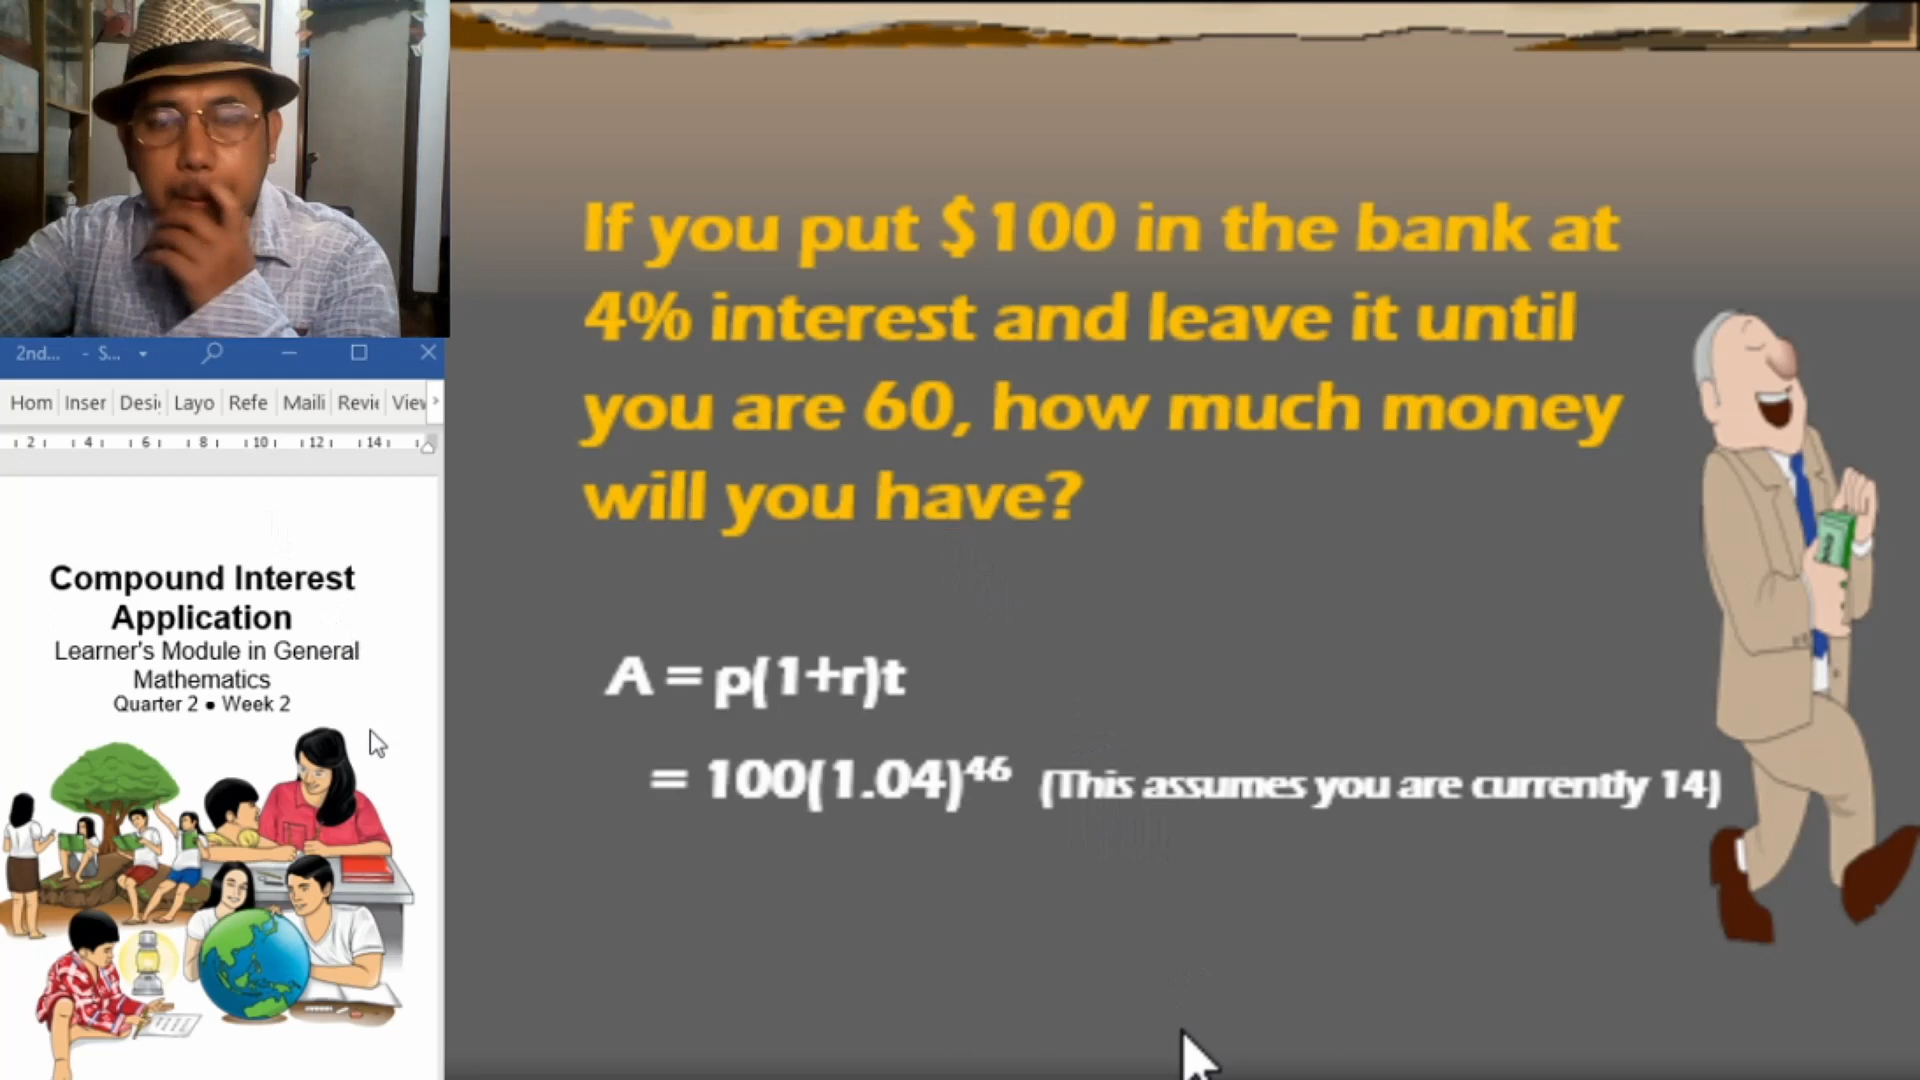 If you put $100 in the bank at
4% interest and leave it until
you are 60, how much money
will you have?
A = p(1+r)t
= 100(1.04)⁴⁶ (This assumes you are currently 14)
2nd... - S...
Hom Inser Desi Layo Refe Maili Revie View
2 4 6 8 10 12 14
Compound Interest
Application
Learner's Module in General
Mathematics
Quarter 2 ● Week 2